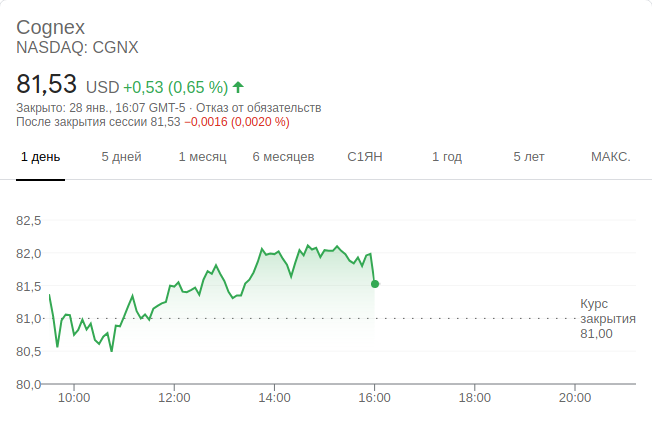 Cognex
NASDAQ: CGNX
81,53 USD +0,53 (0,65 %)
Закрыто: 28 янв., 16:07 GMT-5 · Отказ от обязательств
После закрытия сессии 81,53 −0,0016 (0,0020 %)
1 день 5 дней 1 месяц 6 месяцев С1ЯН 1 год 5 лет МАКС.
82,5
82,0
81,5
81,0
80,5
80,0
Курс
закрытия
81,00
10:00 12:00 14:00 16:00 18:00 20:00